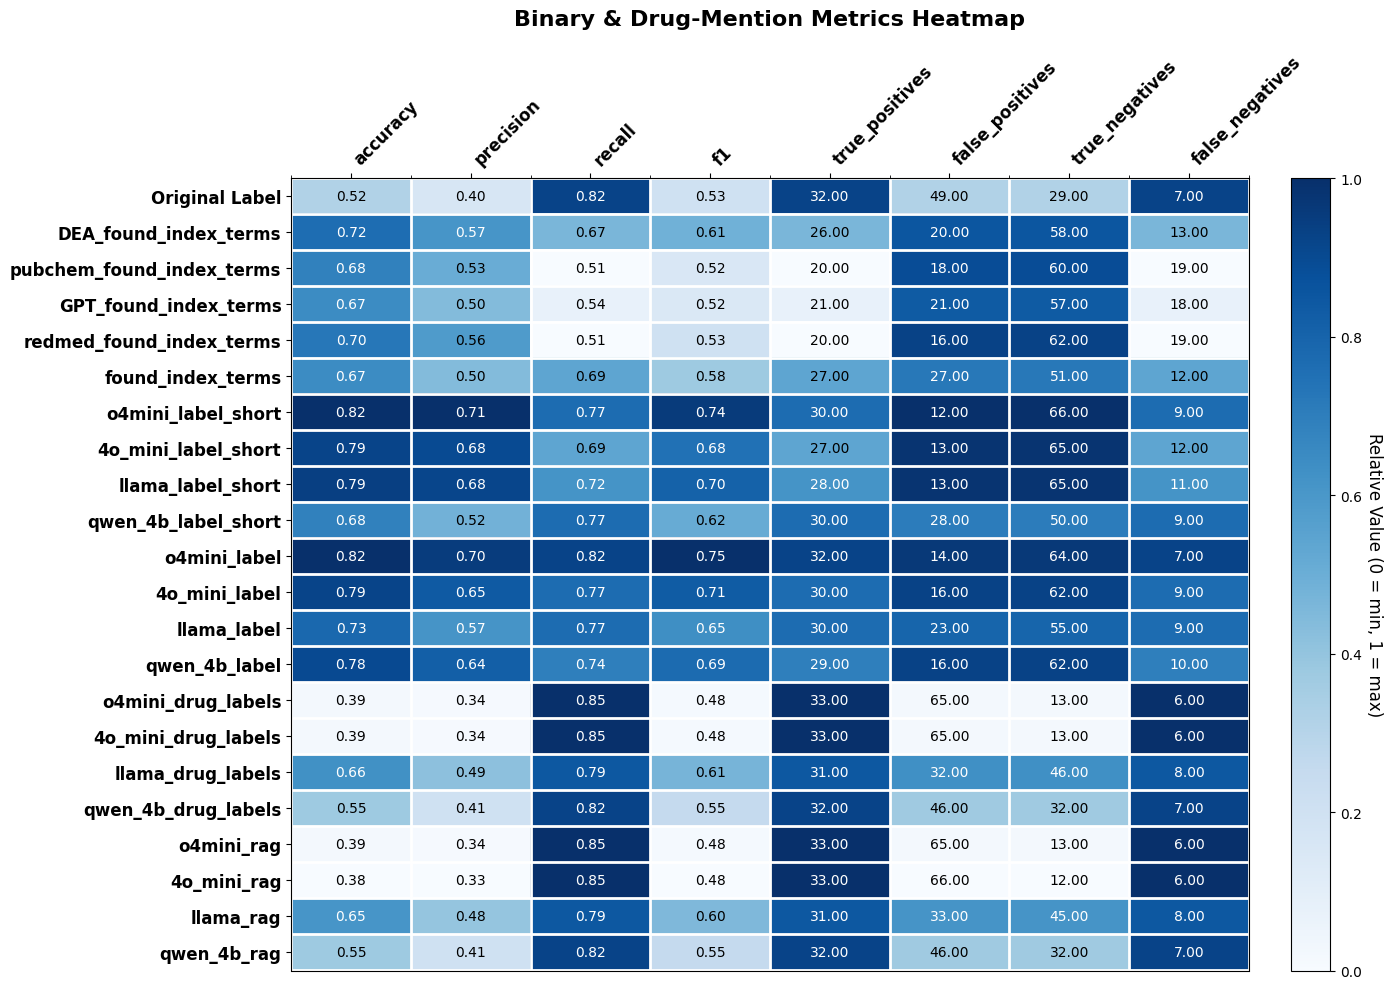 Binary & Drug-Mention Metrics Heatmap
accuracy precision recall f1 true_positives false_positives true_negatives false_negatives
Original Label 0.52 0.40 0.82 0.53 32.00 49.00 29.00 7.00
DEA_found_index_terms 0.72 0.57 0.67 0.61 26.00 20.00 58.00 13.00
pubchem_found_index_terms 0.68 0.53 0.51 0.52 20.00 18.00 60.00 19.00
GPT_found_index_terms 0.67 0.50 0.54 0.52 21.00 21.00 57.00 18.00
redmed_found_index_terms 0.70 0.56 0.51 0.53 20.00 16.00 62.00 19.00
found_index_terms 0.67 0.50 0.69 0.58 27.00 27.00 51.00 12.00
o4mini_label_short 0.82 0.71 0.77 0.74 30.00 12.00 66.00 9.00
4o_mini_label_short 0.79 0.68 0.69 0.68 27.00 13.00 65.00 12.00
llama_label_short 0.79 0.68 0.72 0.70 28.00 13.00 65.00 11.00
qwen_4b_label_short 0.68 0.52 0.77 0.62 30.00 28.00 50.00 9.00
o4mini_label 0.82 0.70 0.82 0.75 32.00 14.00 64.00 7.00
4o_mini_label 0.79 0.65 0.77 0.71 30.00 16.00 62.00 9.00
llama_label 0.73 0.57 0.77 0.65 30.00 23.00 55.00 9.00
qwen_4b_label 0.78 0.64 0.74 0.69 29.00 16.00 62.00 10.00
o4mini_drug_labels 0.39 0.34 0.85 0.48 33.00 65.00 13.00 6.00
4o_mini_drug_labels 0.39 0.34 0.85 0.48 33.00 65.00 13.00 6.00
llama_drug_labels 0.66 0.49 0.79 0.61 31.00 32.00 46.00 8.00
qwen_4b_drug_labels 0.55 0.41 0.82 0.55 32.00 46.00 32.00 7.00
o4mini_rag 0.39 0.34 0.85 0.48 33.00 65.00 13.00 6.00
4o_mini_rag 0.38 0.33 0.85 0.48 33.00 66.00 12.00 6.00
llama_rag 0.65 0.48 0.79 0.60 31.00 33.00 45.00 8.00
qwen_4b_rag 0.55 0.41 0.82 0.55 32.00 46.00 32.00 7.00
1.0
0.8
0.6
0.4
0.2
0.0
Relative Value (0 = min, 1 = max)